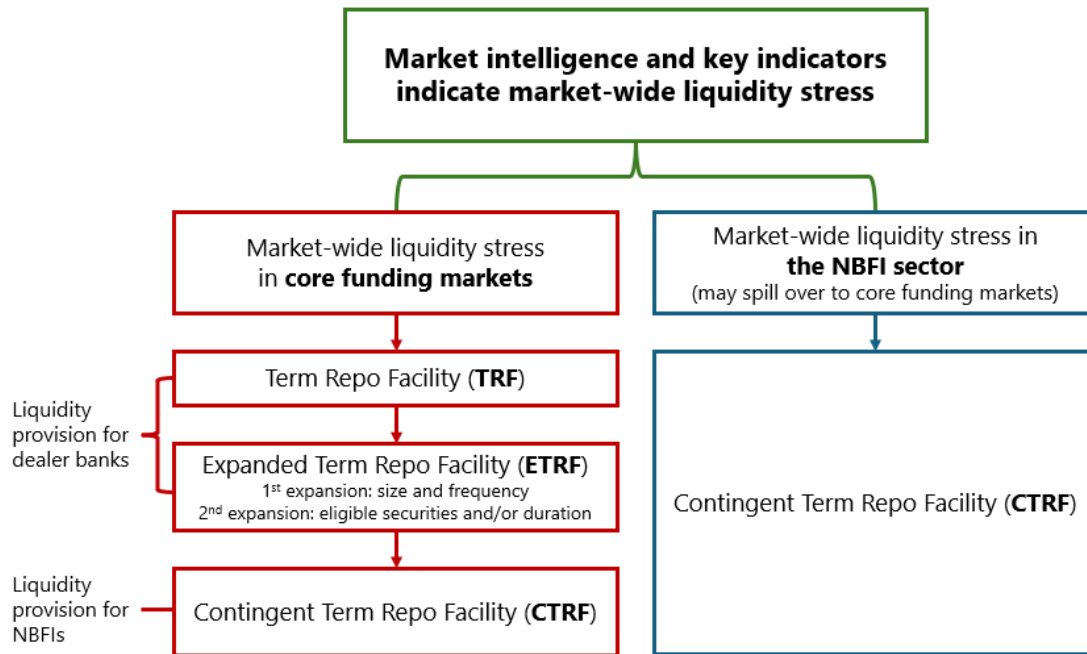 Market intelligence and key indicators
indicate market-wide liquidity stress
Market-wide liquidity stress
in core funding markets
Market-wide liquidity stress in
the NBFI sector
(may spill over to core funding markets)
Term Repo Facility (TRF)
Liquidity
provision for
dealer banks
Expanded Term Repo Facility (ETRF)
1st expansion: size and frequency
2nd expansion: eligible securities and/or duration
Contingent Term Repo Facility (CTRF)
Liquidity
provision for
NBFIs
Contingent Term Repo Facility (CTRF)